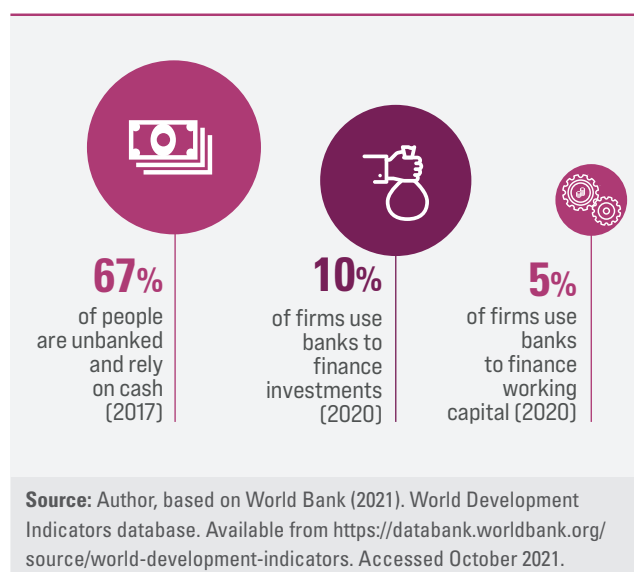 67%
of people
are unbanked
and rely
on cash
(2017)
10%
of firms use
banks to
finance
investments
(2020)
5%
of firms use
banks
to finance
working
capital (2020)
Source: Author, based on World Bank (2021). World Development
Indicators database. Available from https://databank.worldbank.org/
source/world-development-indicators. Accessed October 2021.